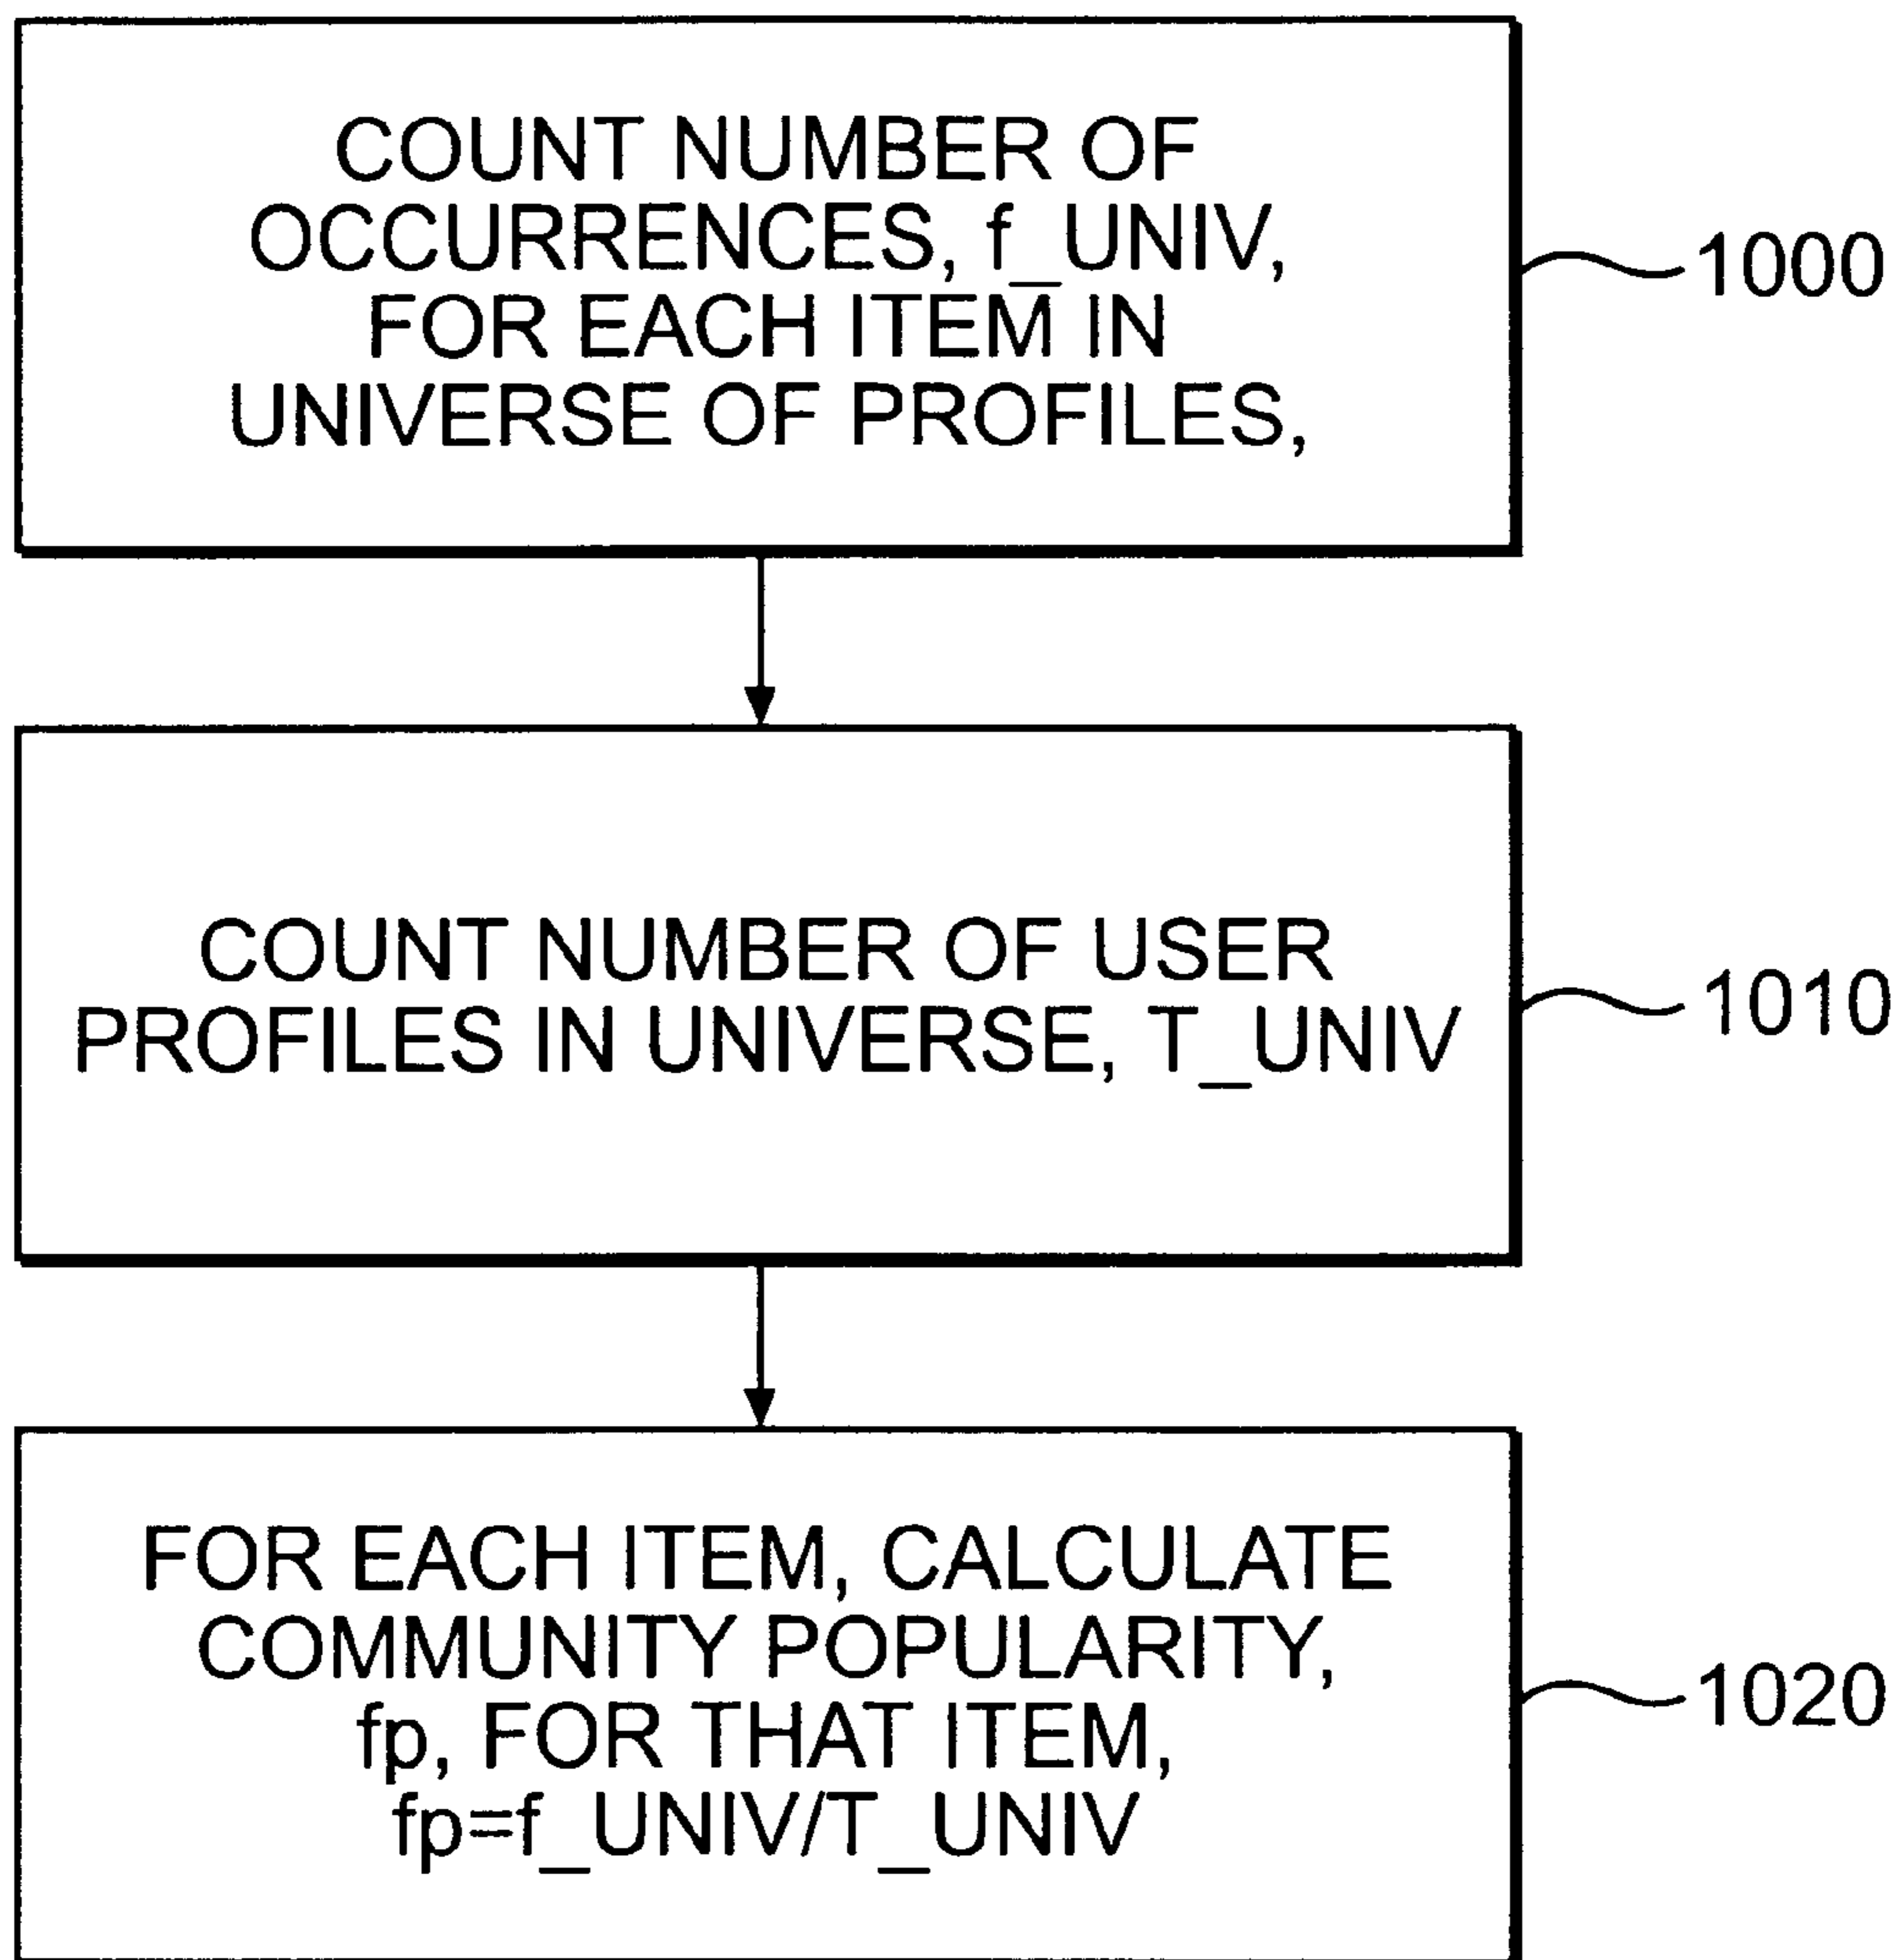 COUNT NUMBER OF
OCCURRENCES, f_UNIV,
FOR EACH ITEM IN
UNIVERSE OF PROFILES,
1000
COUNT NUMBER OF USER
PROFILES IN UNIVERSE, T_UNIV
1010
FOR EACH ITEM, CALCULATE
COMMUNITY POPULARITY,
fp, FOR THAT ITEM,
fp=f_UNIV/T_UNIV
1020